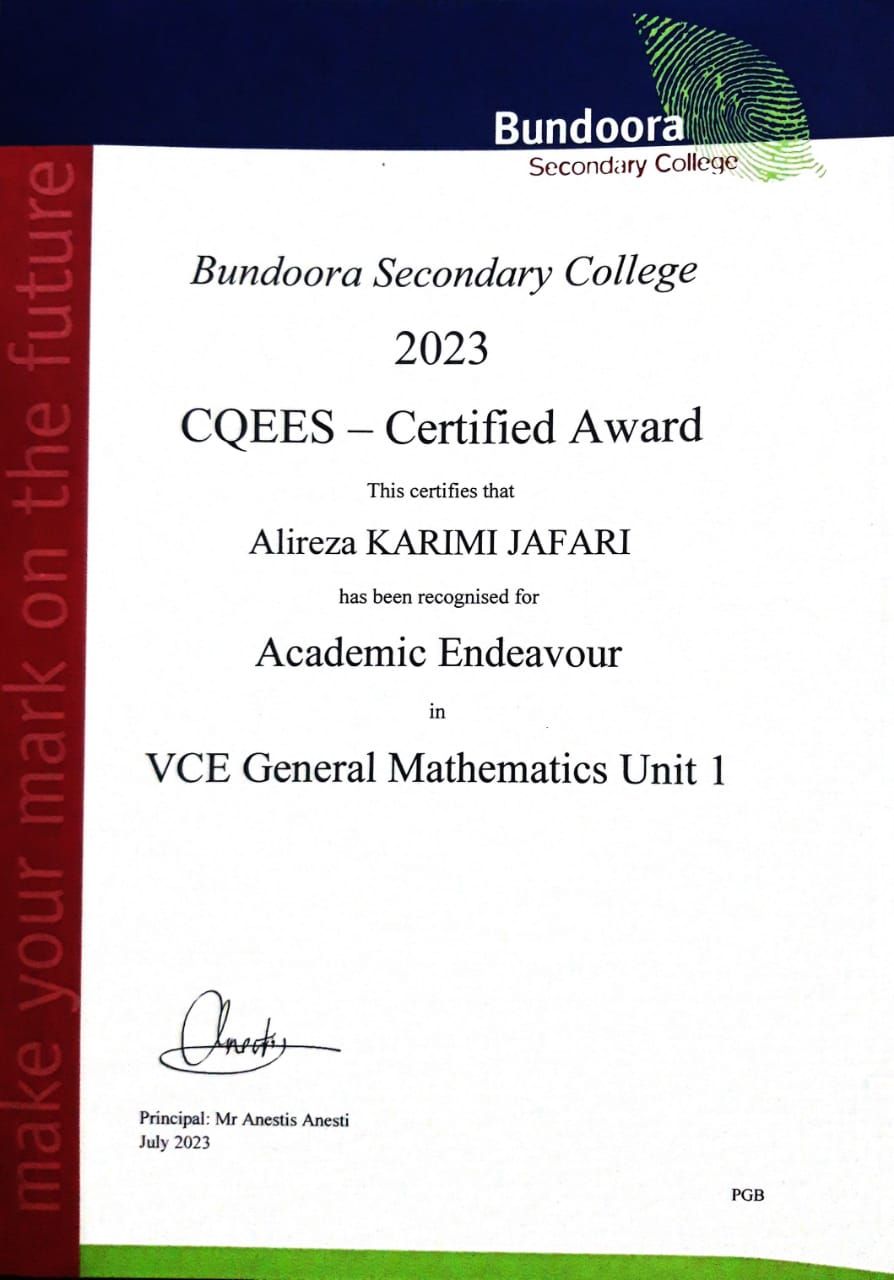 Bundoora
Secondary College
make your mark on the future
Bundoora Secondary College
2023
CQEES – Certified Award
This certifies that
Alireza KARIMI JAFARI
has been recognised for
Academic Endeavour
in
VCE General Mathematics Unit 1
Anestis
Principal: Mr Anestis Anesti
July 2023
PGB